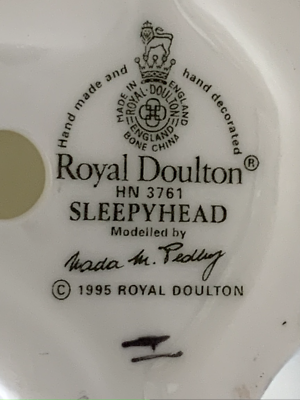 Hand made and hand decorated
MADE IN ENGLAND
ROYAL·DOULTON
ENGLAND
BONE CHINA
Royal Doulton®
HN 3761
SLEEPYHEAD
Modelled by
Nada M. Pedley
© 1995 ROYAL DOULTON